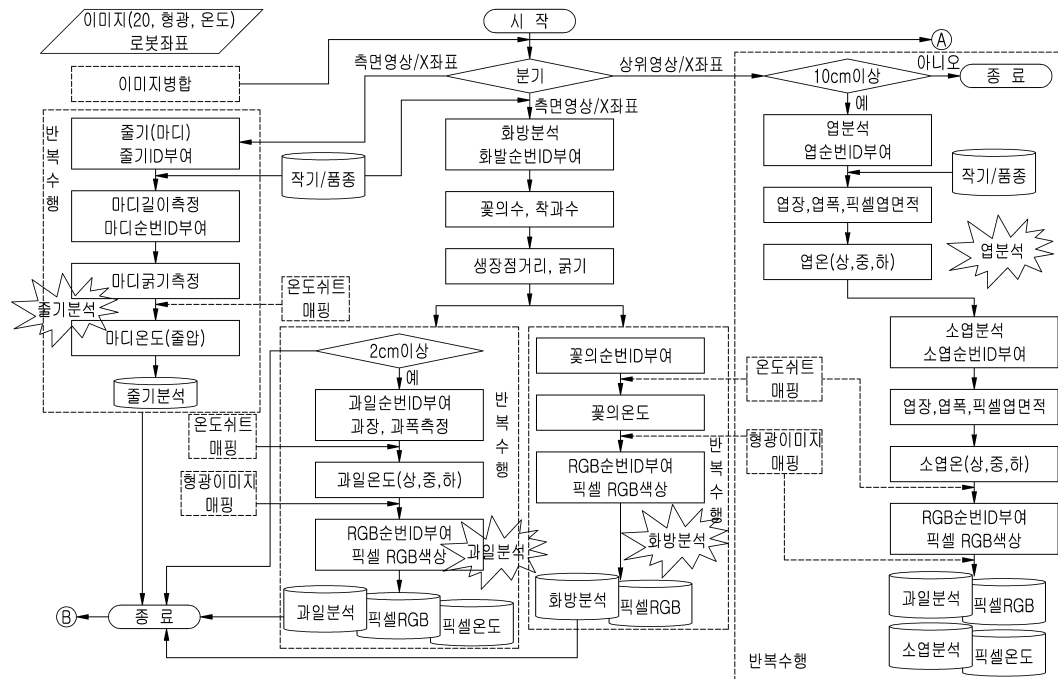 이미지(20, 형광, 온도)
로봇좌표
시 작
Ⓐ
이미지병합
측면영상/X좌표
분기
상위영상/X좌표
10cm이상
아니오
종 료
예
측면영상/X좌표
반복수행
줄기(마디)
줄기ID부여
작기/품종
화방분석
화발순번ID부여
엽분석
엽순번ID부여
작기/품종
마디길이측정
마디순번ID부여
꽃의수, 착과수
엽장,엽폭,픽셀엽면적
마디굵기측정
생장점거리, 굵기
엽온(상,중,하)
엽분석
줄기분석
온도쉬트
매핑
마디온도(줄압)
줄기분석
2cm이상
예
반복수행
과일순번ID부여
과장, 과폭측정
온도쉬트
매핑
과일온도(상,중,하)
형광이미지
매핑
RGB순번ID부여
픽셀 RGB색상
과일분석
과일분석
픽셀RGB
픽셀온도
꽃의순번ID부여
꽃의온도
반복수행
RGB순번ID부여
픽셀 RGB색상
화방분석
화방분석
픽셀RGB
온도쉬트
매핑
형광이미지
매핑
소엽분석
소엽순번ID부여
엽장,엽폭,픽셀엽면적
소엽온(상,중,하)
RGB순번ID부여
픽셀 RGB색상
과일분석
픽셀RGB
소엽분석
픽셀온도
반복수행
Ⓑ
종 료